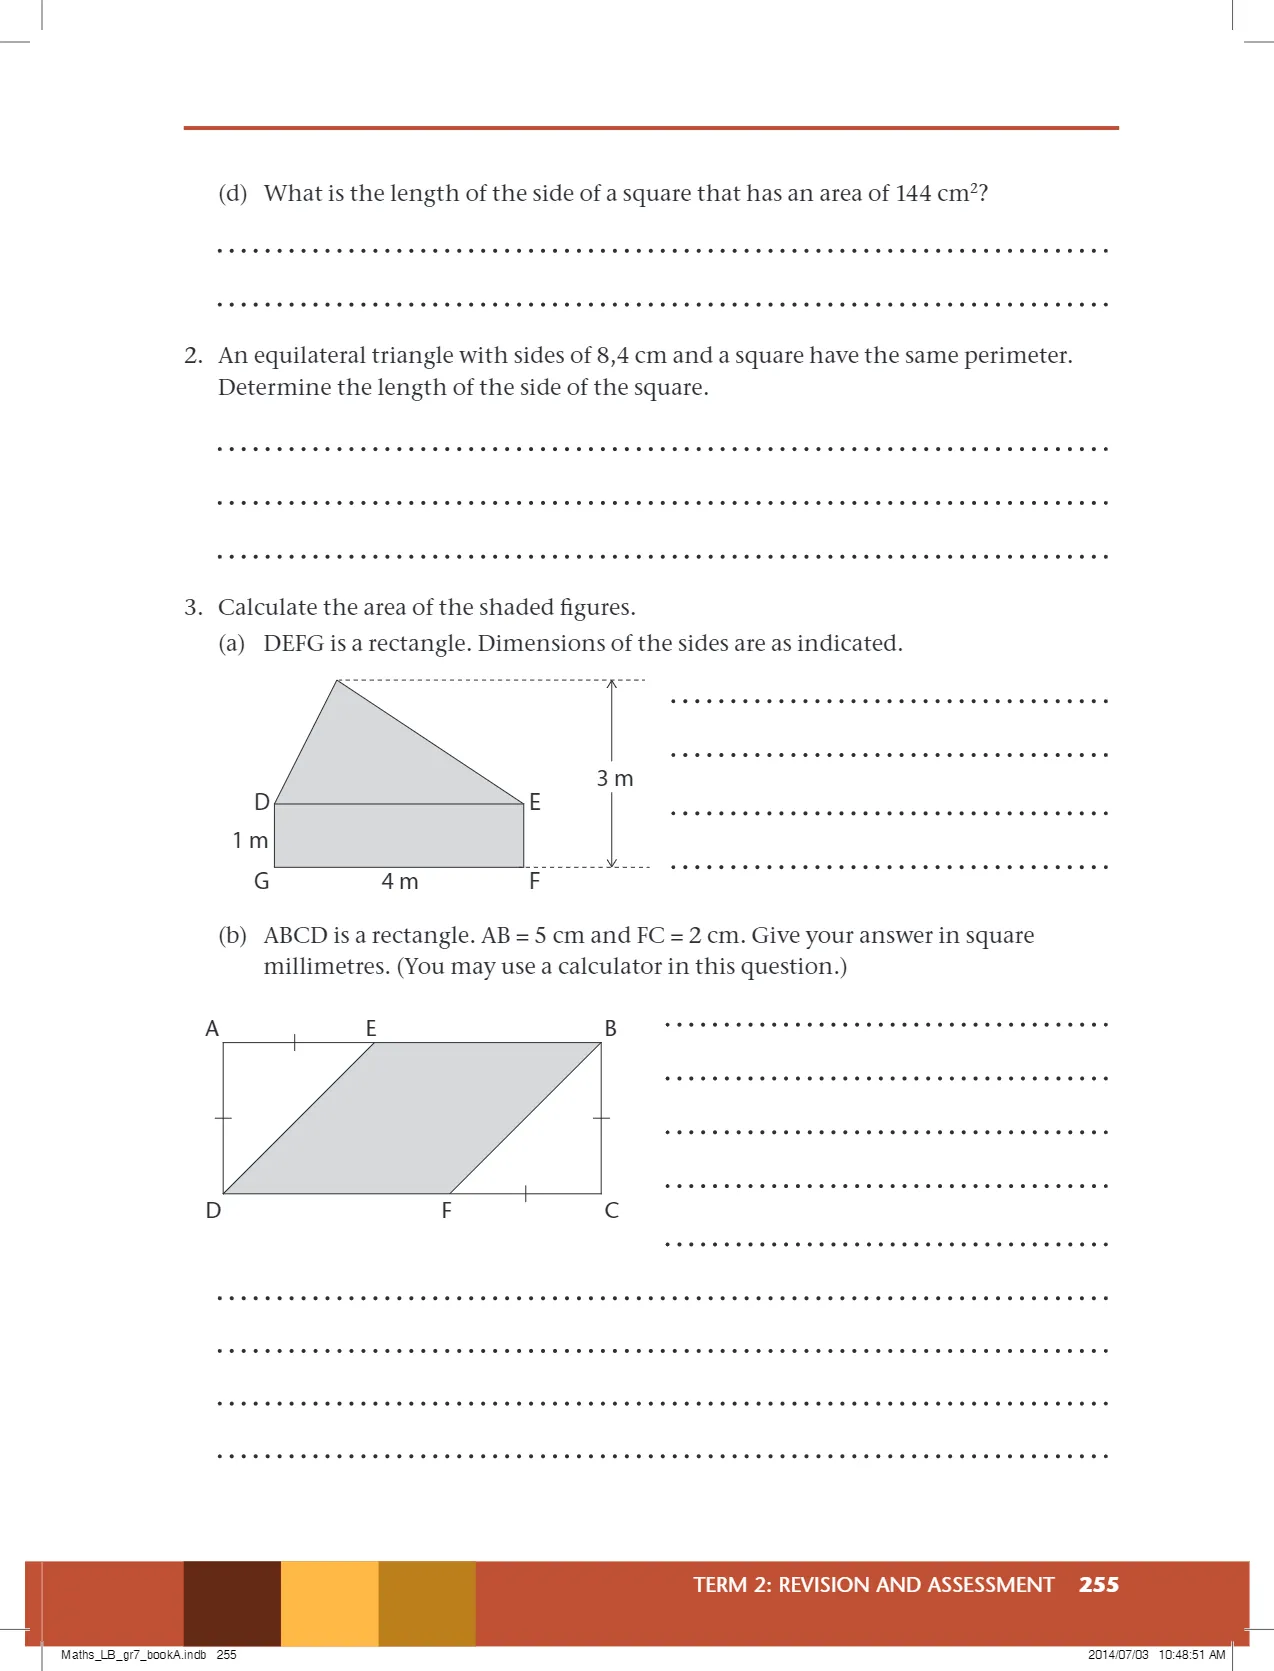 (d) What is the length of the side of a square that has an area of 144 cm²?
2. An equilateral triangle with sides of 8,4 cm and a square have the same perimeter.
Determine the length of the side of the square.
3. Calculate the area of the shaded figures.
(a) DEFG is a rectangle. Dimensions of the sides are as indicated.
3 m
D
E
1 m
G
4 m
F
(b) ABCD is a rectangle. AB = 5 cm and FC = 2 cm. Give your answer in square
millimetres. (You may use a calculator in this question.)
A
E
B
D
F
C
TERM 2: REVISION AND ASSESSMENT 255
Maths_LB_gr7_bookA.indb 255
2014/07/03 10:48:51 AM